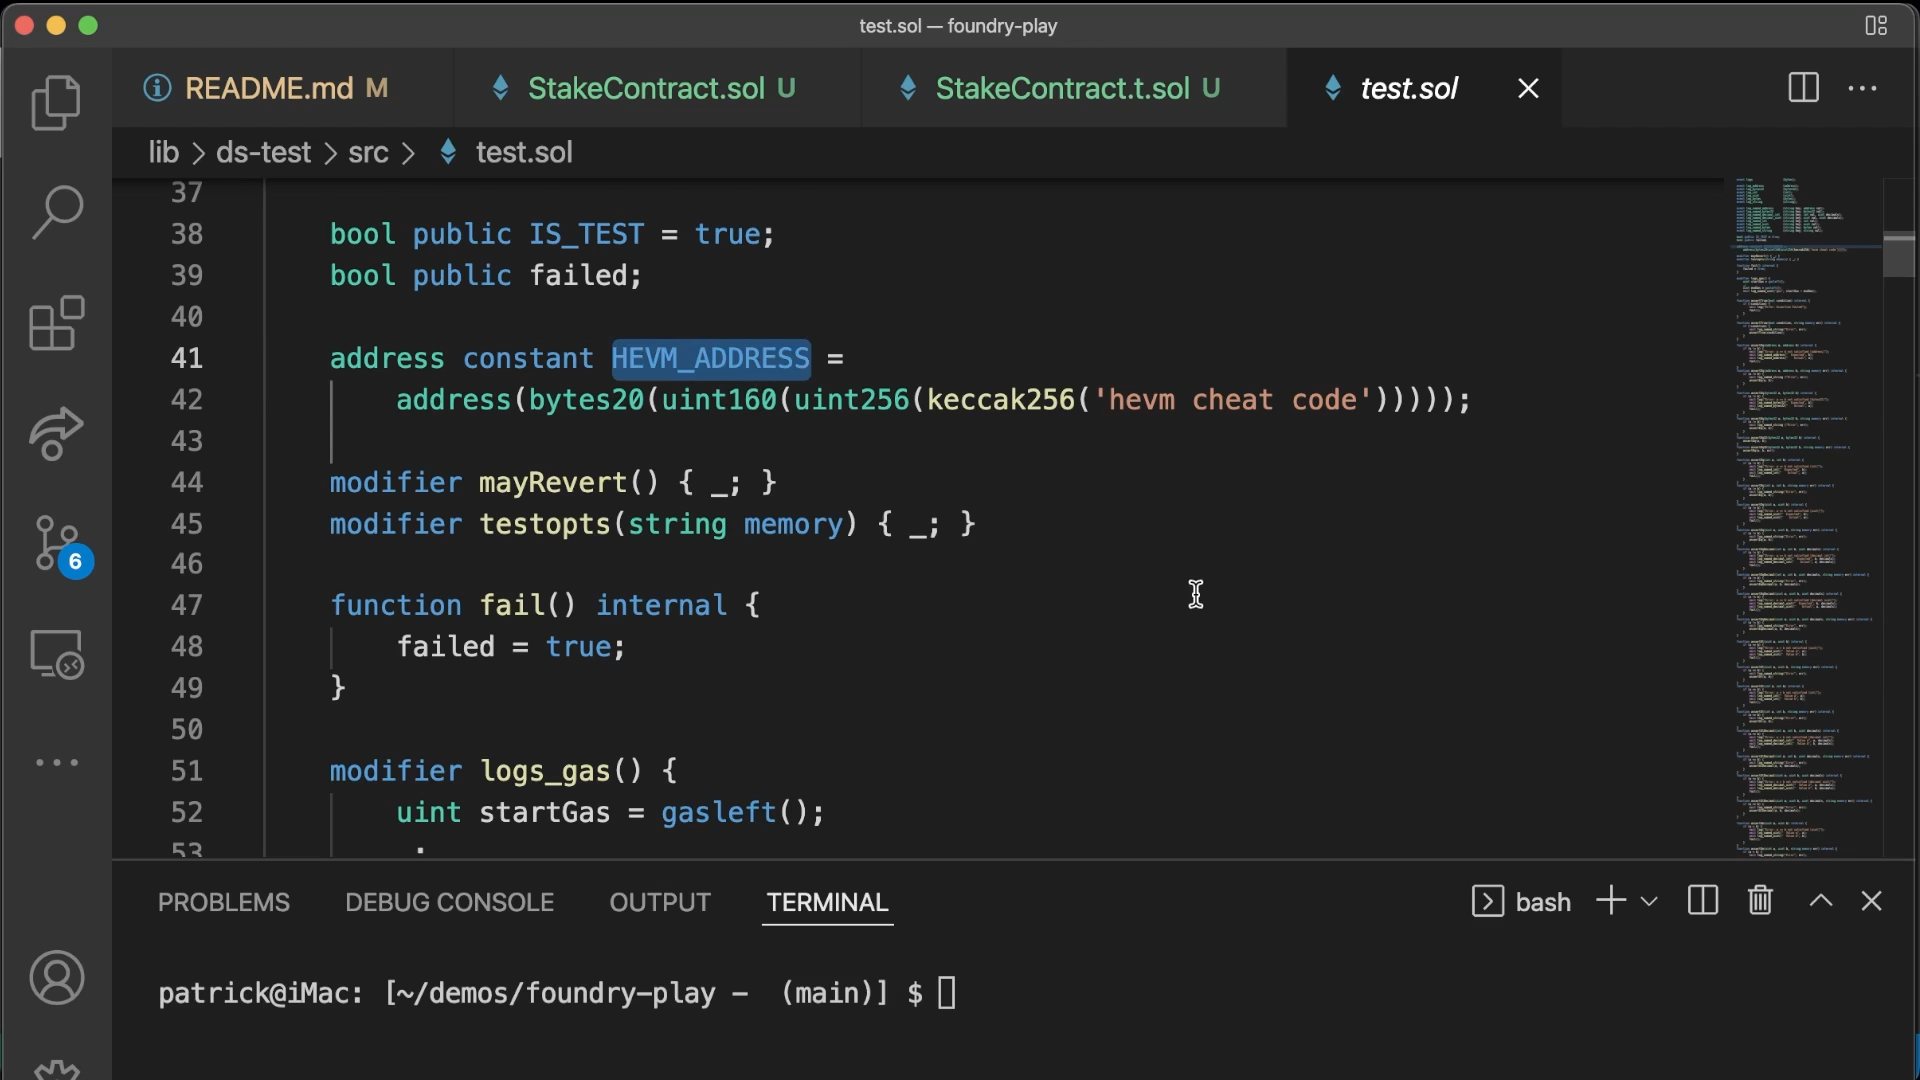 test.sol — foundry-play
README.md M
StakeContract.sol U
StakeContract.t.sol U
test.sol
lib > ds-test > src > test.sol
37
38 bool public IS_TEST = true;
39 bool public failed;
40
41 address constant HEVM_ADDRESS =
42 address(bytes20(uint160(uint256(keccak256('hevm cheat code')))));
43
44 modifier mayRevert() { _; }
45 modifier testopts(string memory) { _; }
46
47 function fail() internal {
48 failed = true;
49 }
50
51 modifier logs_gas() {
52 uint startGas = gasleft();
53
6
PROBLEMS DEBUG CONSOLE OUTPUT TERMINAL bash
patrick@iMac: [~/demos/foundry-play - (main)] $